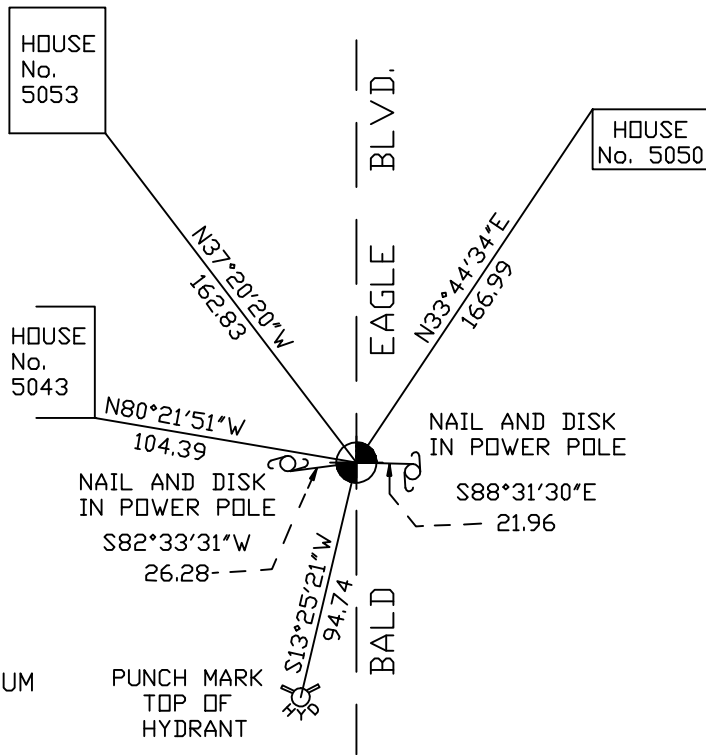 HOUSE
No.
5053
BLVD.
HOUSE
No. 5050
N37°20'20"W
162.83
EAGLE
N33°44'34"E
166.99
HOUSE
No.
5043
N80°21'51"W
104.39
NAIL AND DISK
IN POWER POLE
NAIL AND DISK
IN POWER POLE
S88°31'30"E
21.96
S82°33'31"W
26.28
S13°25'21"W
94.74
BALD
UM
PUNCH MARK
TOP OF
HYDRANT
HYD